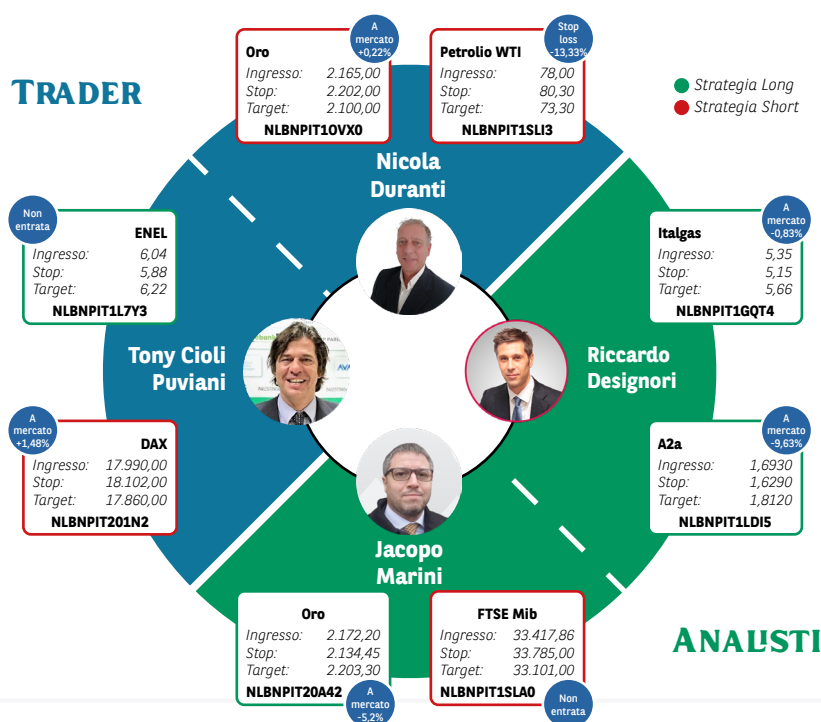 TRADER
A
mercato
+0,22%
Oro
Ingresso: 2.165,00
Stop: 2.202,00
Target: 2.100,00
NLBNPIT1OVX0
Stop
loss
-13,33%
Petrolio WTI
Ingresso: 78,00
Stop: 80,30
Target: 73,30
NLBNPIT1SLI3
Strategia Long
Strategia Short
Nicola
Duranti
Non
entrata
ENEL
Ingresso: 6,04
Stop: 5,88
Target: 6,22
NLBNPIT1L7Y3
A
mercato
-0,83%
Italgas
Ingresso: 5,35
Stop: 5,15
Target: 5,66
NLBNPIT1GQT4
Tony Cioli
Puviani
Riccardo
Designori
A
mercato
+1,48%
DAX
Ingresso: 17.990,00
Stop: 18.102,00
Target: 17.860,00
NLBNPIT201N2
A
mercato
-9,63%
A2a
Ingresso: 1,6930
Stop: 1,6290
Target: 1,8120
NLBNPIT1LDI5
Jacopo
Marini
Oro
Ingresso: 2.172,20
Stop: 2.134,45
Target: 2.203,30
NLBNPIT20A42
A
mercato
-5,2%
FTSE Mib
Ingresso: 33.417,86
Stop: 33.785,00
Target: 33.101,00
NLBNPIT1SLA0
Non
entrata
ANALISTI